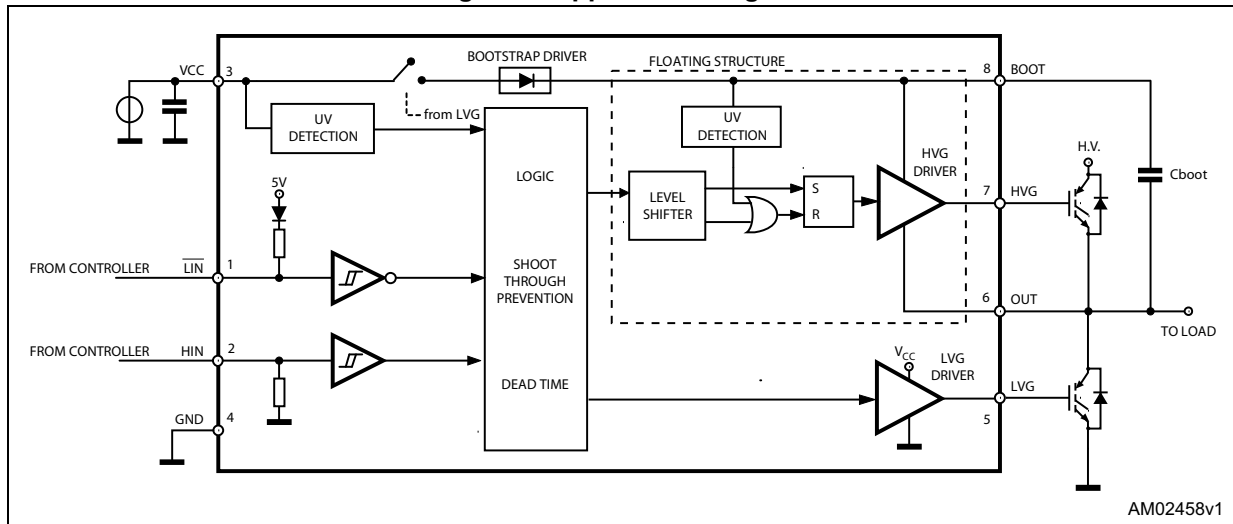 VCC
3
BOOTSTRAP DRIVER
FLOATING STRUCTURE
8
BOOT
from LVG
UV
DETECTION
UV
DETECTION
H.V.
HVG
DRIVER
Cboot
5V
LOGIC
LEVEL
SHIFTER
S
R
7
HVG
FROM CONTROLLER
LIN
1
SHOOT
THROUGH
PREVENTION
6
OUT
TO LOAD
FROM CONTROLLER
HIN
2
VCC
LVG
DRIVER
LVG
DEAD TIME
GND
4
5
AM02458v1